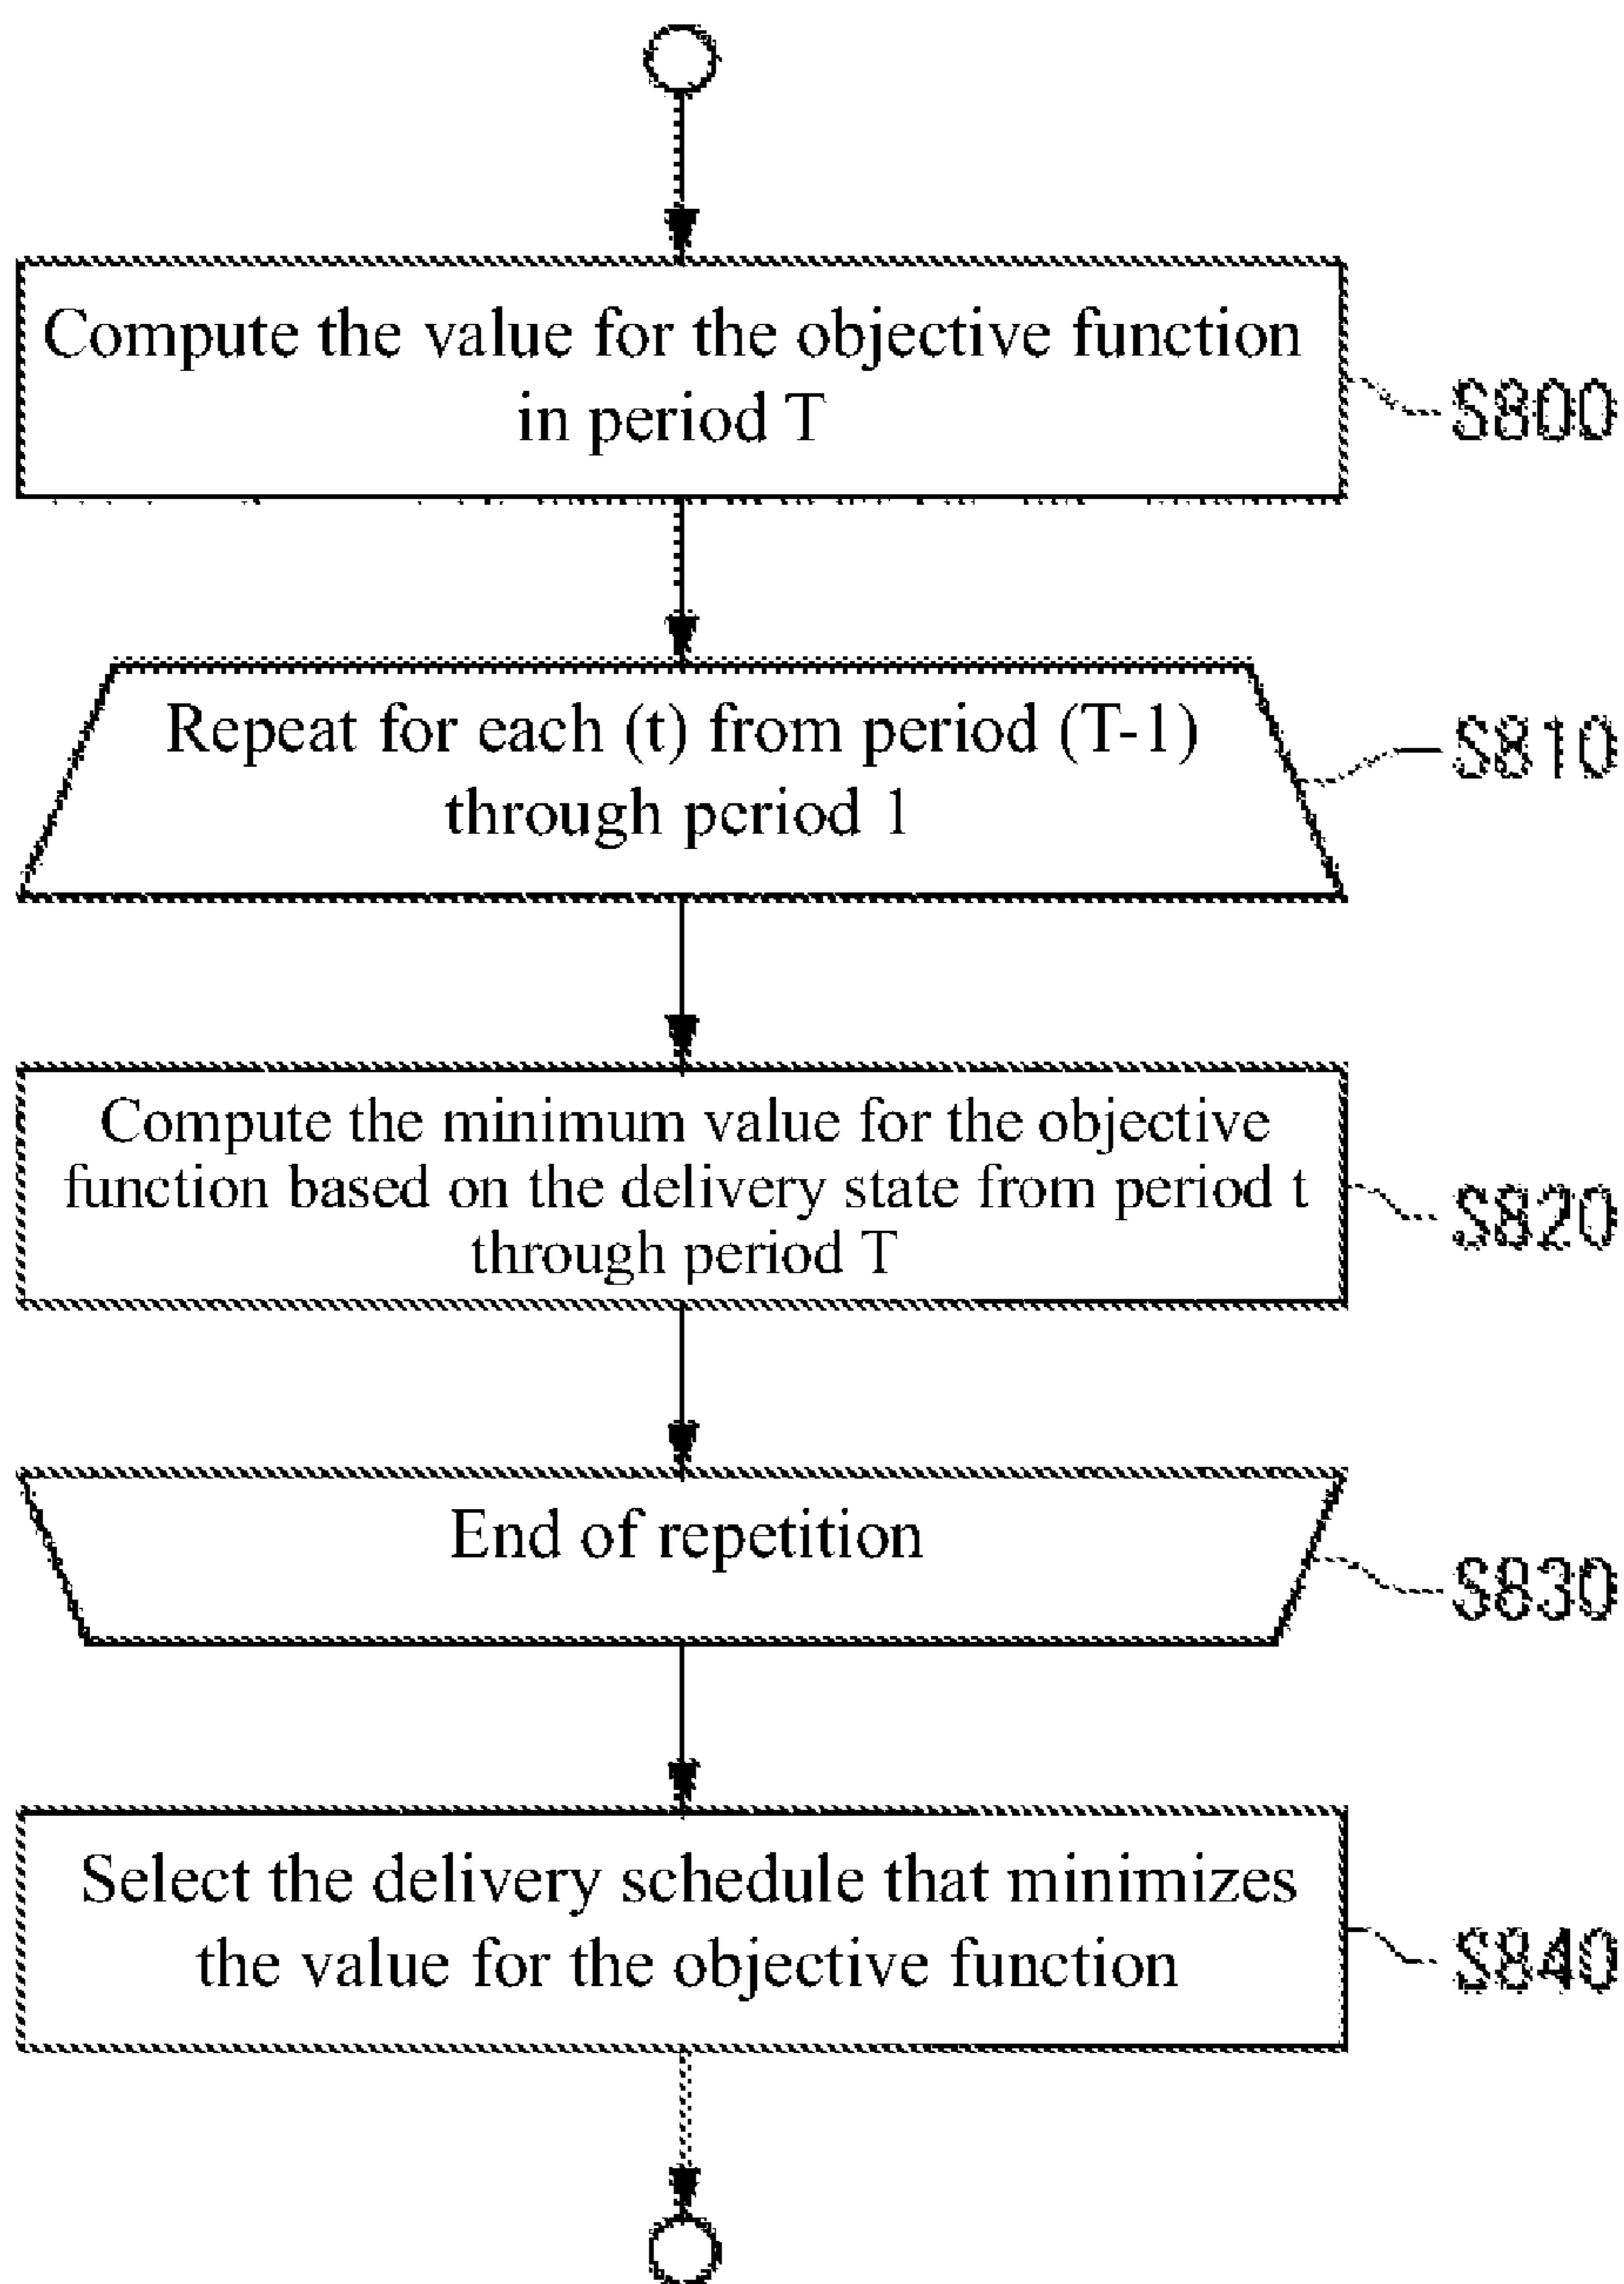 Compute the value for the objective function
in period T
S800
Repeat for each (t) from period (T-1)
through period 1
S810
Compute the minimum value for the objective
function based on the delivery state from period t
through period T
S820
End of repetition
S830
Select the delivery schedule that minimizes
the value for the objective function
S840